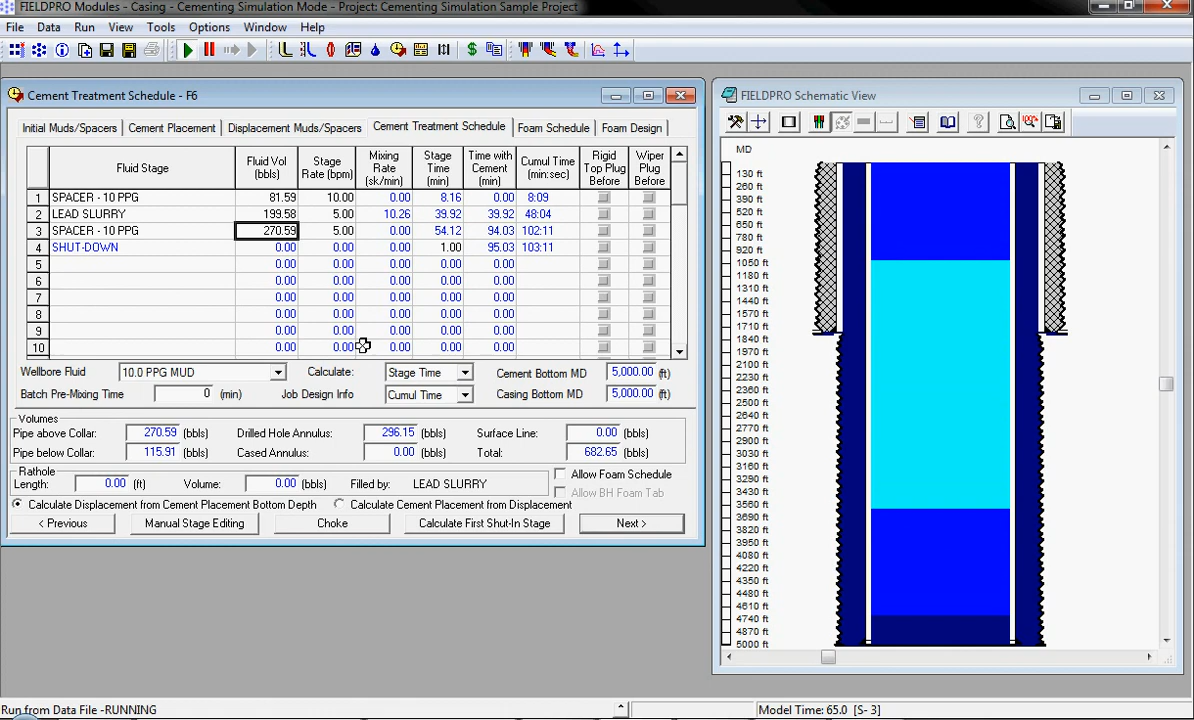 FIELDPRO Modules - Casing - Cementing Simulation Mode - Project: Cementing Simulation Sample Project
File Data Run View Tools Options Window Help
Cement Treatment Schedule - F6
Initial Muds/Spacers Cement Placement Displacement Muds/Spacers Cement Treatment Schedule Foam Schedule Foam Design
Fluid Stage Fluid Vol (bbls) Stage Rate (bpm) Mixing Rate (sk/min) Stage Time (min) Time with Cement (min) Cumul Time (min:sec) Rigid Top Plug Before Wiper Plug Before
1 SPACER - 10 PPG 81.59 10.00 0.00 8.16 0.00 8:09
2 LEAD SLURRY 199.58 5.00 10.26 39.92 39.92 48:04
3 SPACER - 10 PPG 270.59 5.00 0.00 54.12 94.03 102:11
4 SHUT-DOWN 0.00 0.00 0.00 1.00 95.03 103:11
5 0.00 0.00 0.00 0.00 0.00
6 0.00 0.00 0.00 0.00 0.00
7 0.00 0.00 0.00 0.00 0.00
8 0.00 0.00 0.00 0.00 0.00
9 0.00 0.00 0.00 0.00 0.00
10 0.00 0.00 0.00 0.00 0.00
Wellbore Fluid 10.0 PPG MUD Calculate: Stage Time Cement Bottom MD 5,000.00 (ft)
Batch Pre-Mixing Time 0 (min) Job Design Info Cumul Time Casing Bottom MD 5,000.00 (ft)
Volumes
Pipe above Collar: 270.59 (bbls) Drilled Hole Annulus: 296.15 (bbls) Surface Line: 0.00 (bbls)
Pipe below Collar: 115.91 (bbls) Cased Annulus: 0.00 (bbls) Total: 682.65 (bbls)
Rathole
Length: 0.00 (ft) Volume: 0.00 (bbls) Filled by: LEAD SLURRY
Allow Foam Schedule
Allow BH Foam Tab
Calculate Displacement from Cement Placement Bottom Depth Calculate Cement Placement from Displacement
< Previous Manual Stage Editing Choke Calculate First Shut-In Stage Next >
FIELDPRO Schematic View
100%
MD
130 ft
260 ft
390 ft
520 ft
650 ft
780 ft
920 ft
1050 ft
1180 ft
1310 ft
1440 ft
1570 ft
1710 ft
1840 ft
1970 ft
2100 ft
2230 ft
2360 ft
2500 ft
2630 ft
2770 ft
2900 ft
3030 ft
3160 ft
3290 ft
3430 ft
3560 ft
3690 ft
3820 ft
3950 ft
4080 ft
4220 ft
4350 ft
4480 ft
4610 ft
4740 ft
4870 ft
5000 ft
Run from Data File -RUNNING
Model Time: 65.0 [S- 3]